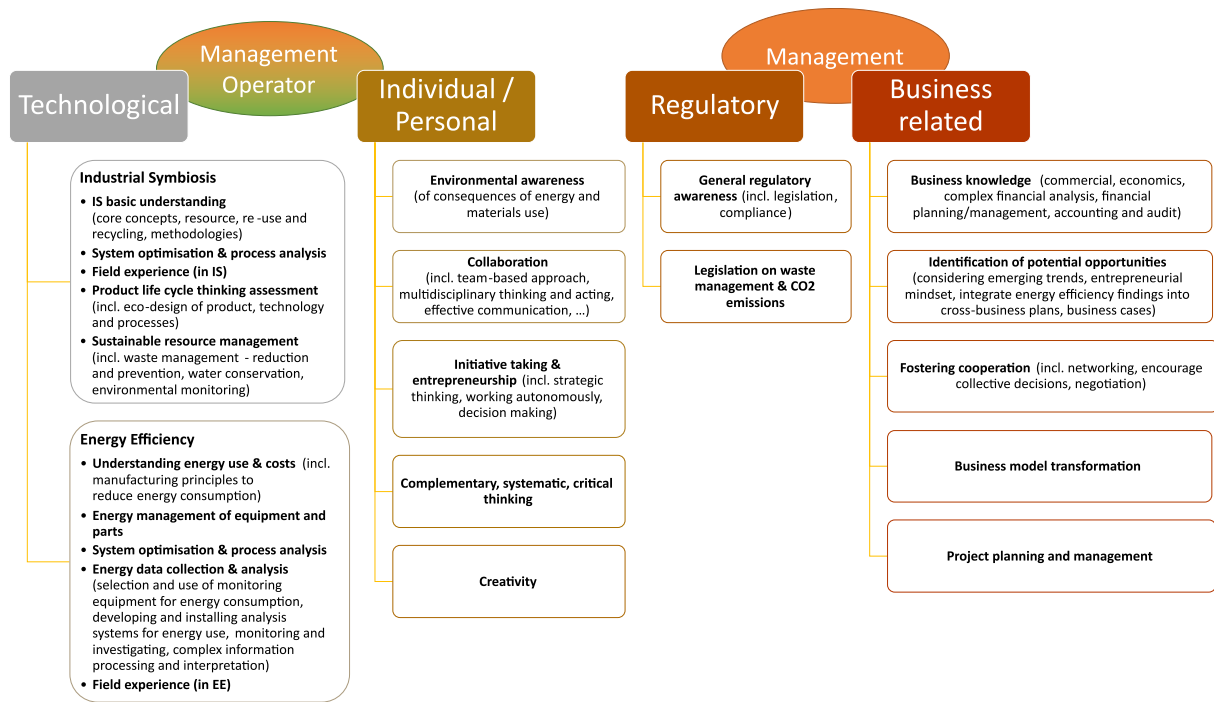 Management
Operator
Management
Technological
Individual /
Personal
Regulatory
Business
related
Industrial Symbiosis
• IS basic understanding
(core concepts, resource, re -use and
recycling, methodologies)
• System optimisation & process analysis
• Field experience (in IS)
• Product life cycle thinking assessment
(incl. eco-design of product, technology
and processes)
• Sustainable resource management
(incl. waste management - reduction
and prevention, water conservation,
environmental monitoring)
Energy Efficiency
• Understanding energy use & costs (incl.
manufacturing principles to
reduce energy consumption)
• Energy management of equipment and
parts
• System optimisation & process analysis
• Energy data collection & analysis
(selection and use of monitoring
equipment for energy consumption,
developing and installing analysis
systems for energy use, monitoring and
investigating, complex information
processing and interpretation)
• Field experience (in EE)
Environmental awareness
(of consequences of energy and
materials use)
Collaboration
(incl. team-based approach,
multidisciplinary thinking and acting,
effective communication, ...)
Initiative taking &
entrepreneurship (incl. strategic
thinking, working autonomously,
decision making)
Complementary, systematic, critical
thinking
Creativity
General regulatory
awareness (incl. legislation,
compliance)
Legislation on waste
management & CO2
emissions
Business knowledge (commercial, economics,
complex financial analysis, financial
planning/management, accounting and audit)
Identification of potential opportunities
(considering emerging trends, entrepreneurial
mindset, integrate energy efficiency findings into
cross-business plans, business cases)
Fostering cooperation (incl. networking, encourage
collective decisions, negotiation)
Business model transformation
Project planning and management